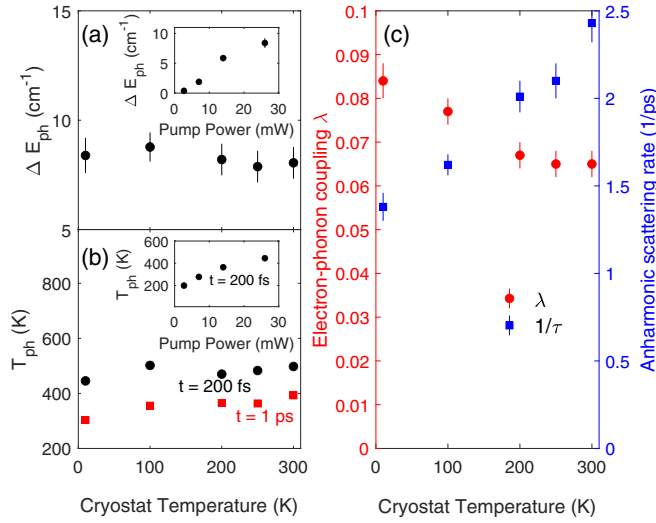 (a)
15
10
5
Δ E_ph (cm⁻¹)
10
5
0
Δ E_ph (cm⁻¹)
0 10 20 30
Pump Power (mW)
(b)
800
600
400
200
T_ph (K)
600
400
200
T_ph (K)
t = 200 fs
0 10 20 30
Pump Power (mW)
t = 200 fs
t = 1 ps
0 100 200 300
Cryostat Temperature (K)
(c)
0.1
0.09
0.08
0.07
0.06
0.05
0.04
0.03
0.02
0.01
0
Electron-phonon coupling λ
λ
1/τ
0 100 200 300
Cryostat Temperature (K)
2.5
2
1.5
1
0.5
0
Anharmonic scattering rate (1/ps)